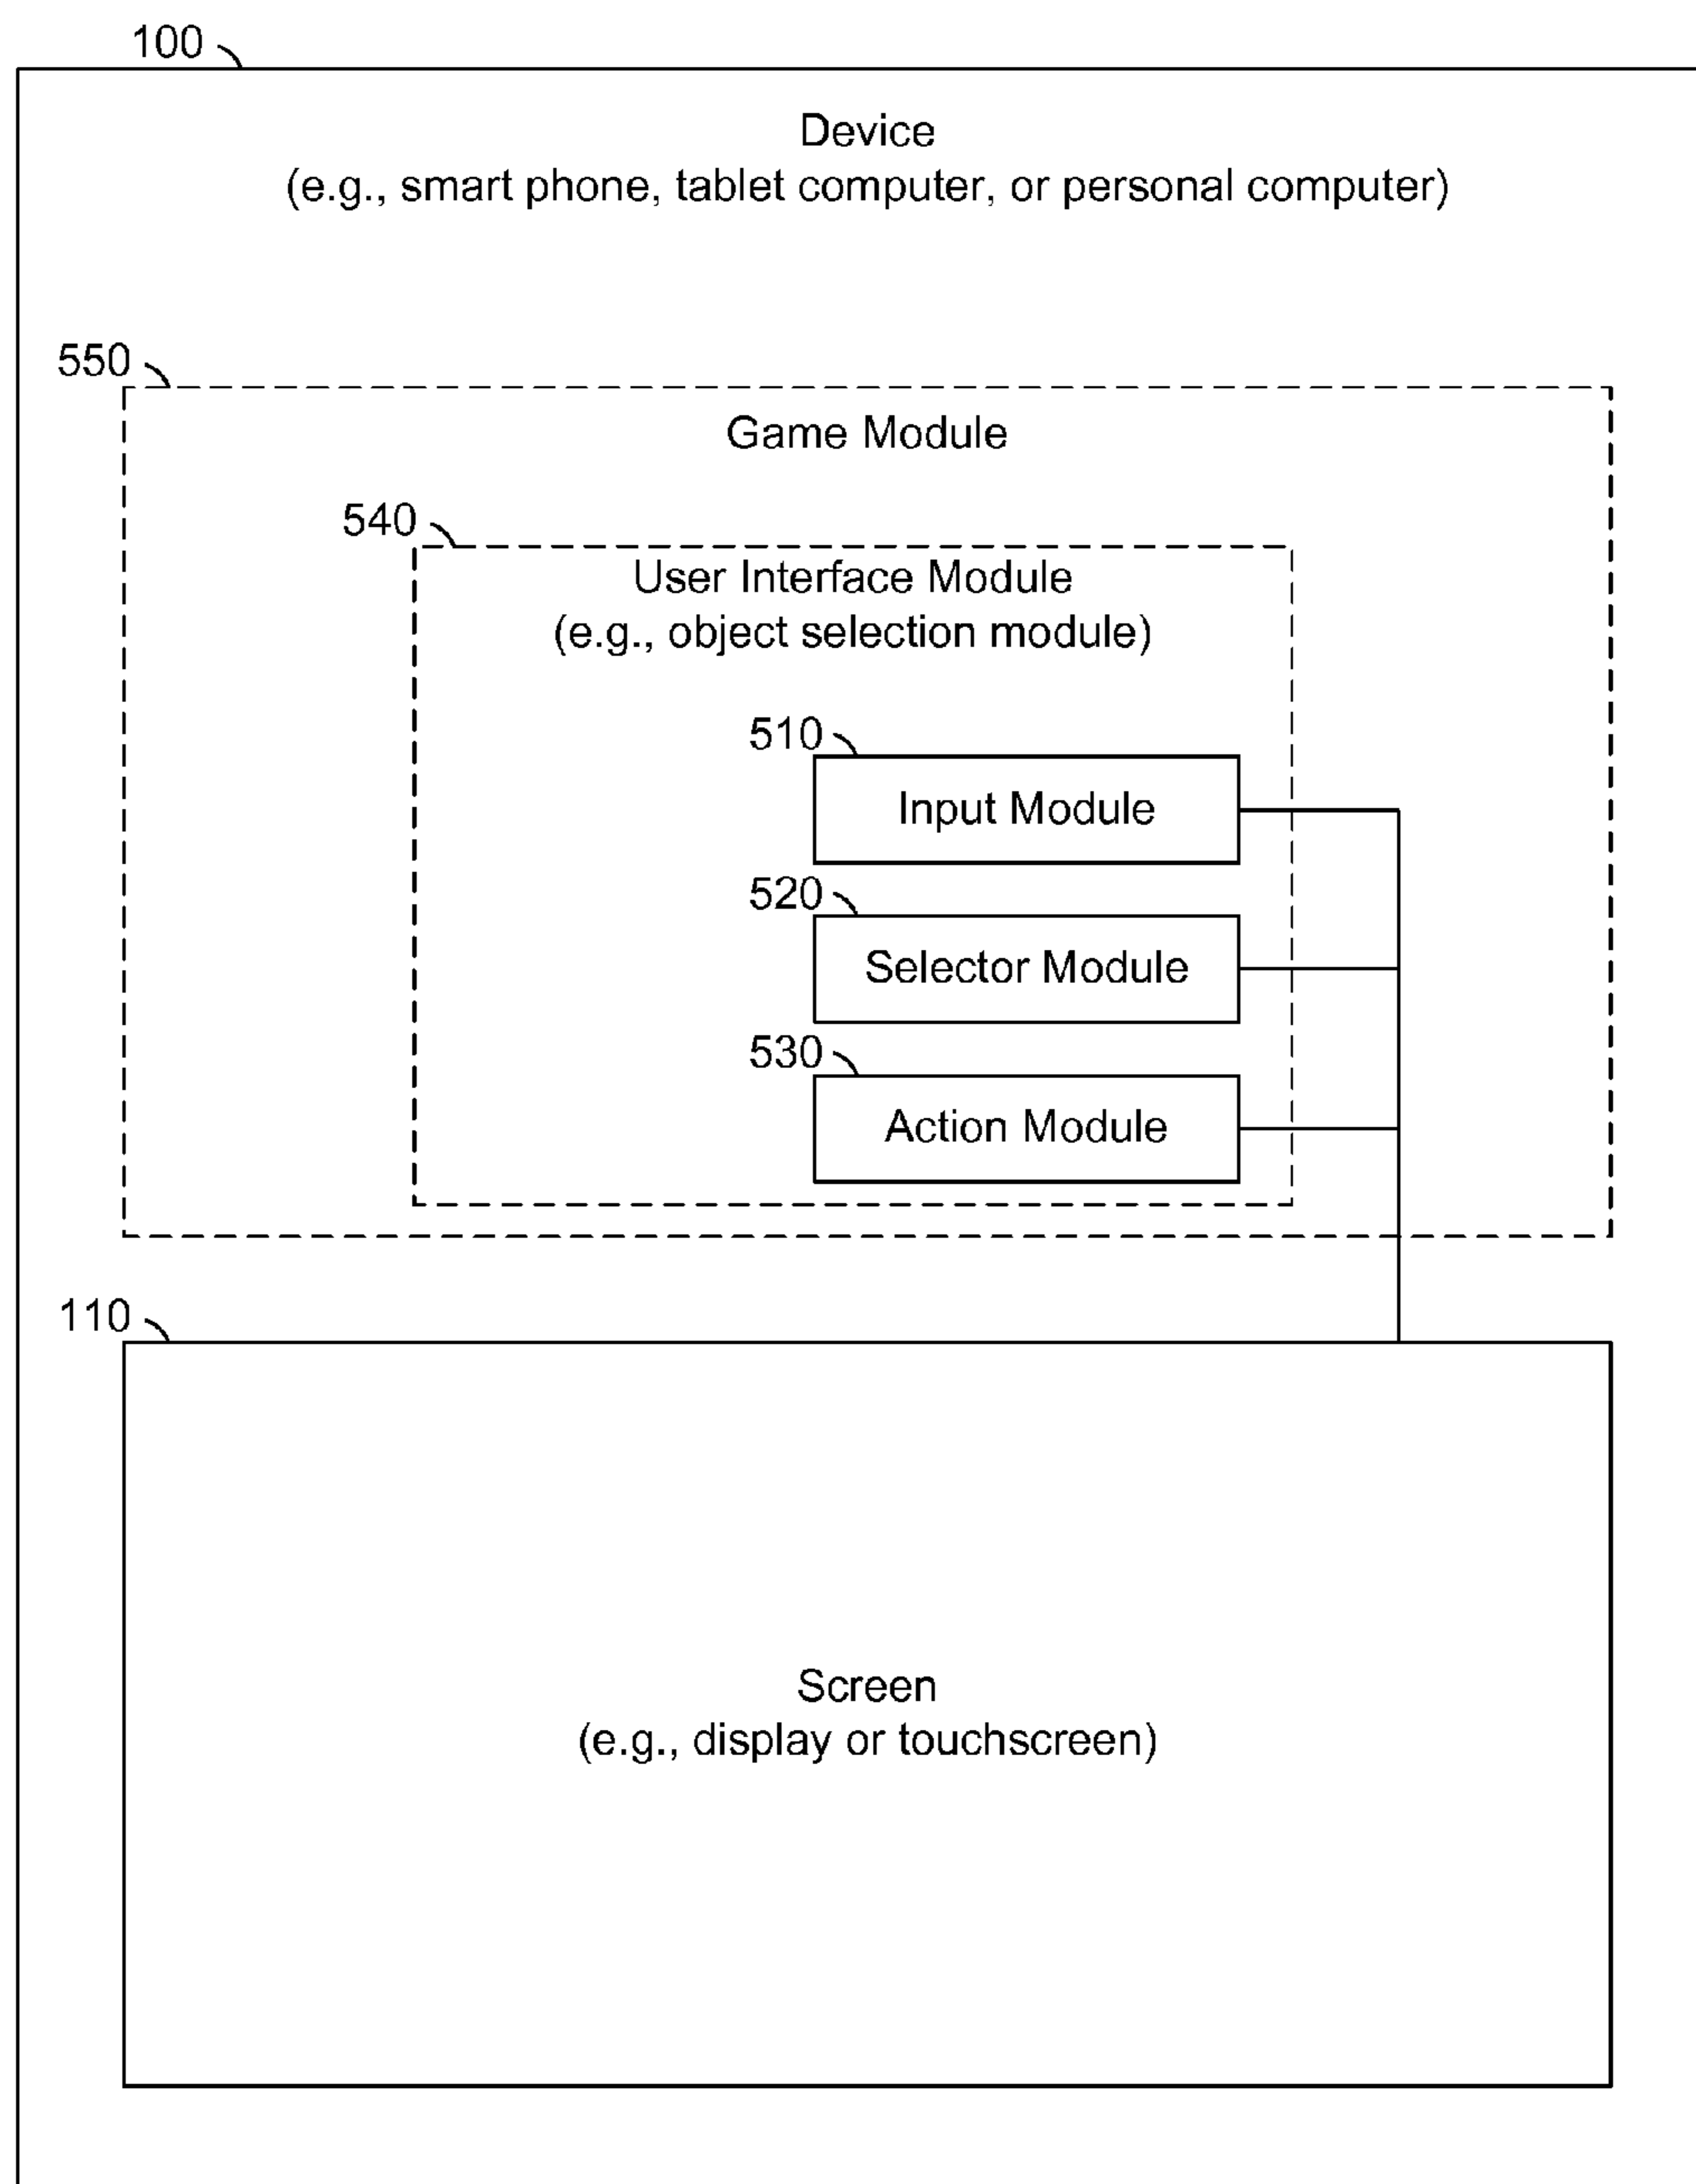 100
Device
(e.g., smart phone, tablet computer, or personal computer)
550
Game Module
540
User Interface Module
(e.g., object selection module)
510
Input Module
520
Selector Module
530
Action Module
110
Screen
(e.g., display or touchscreen)